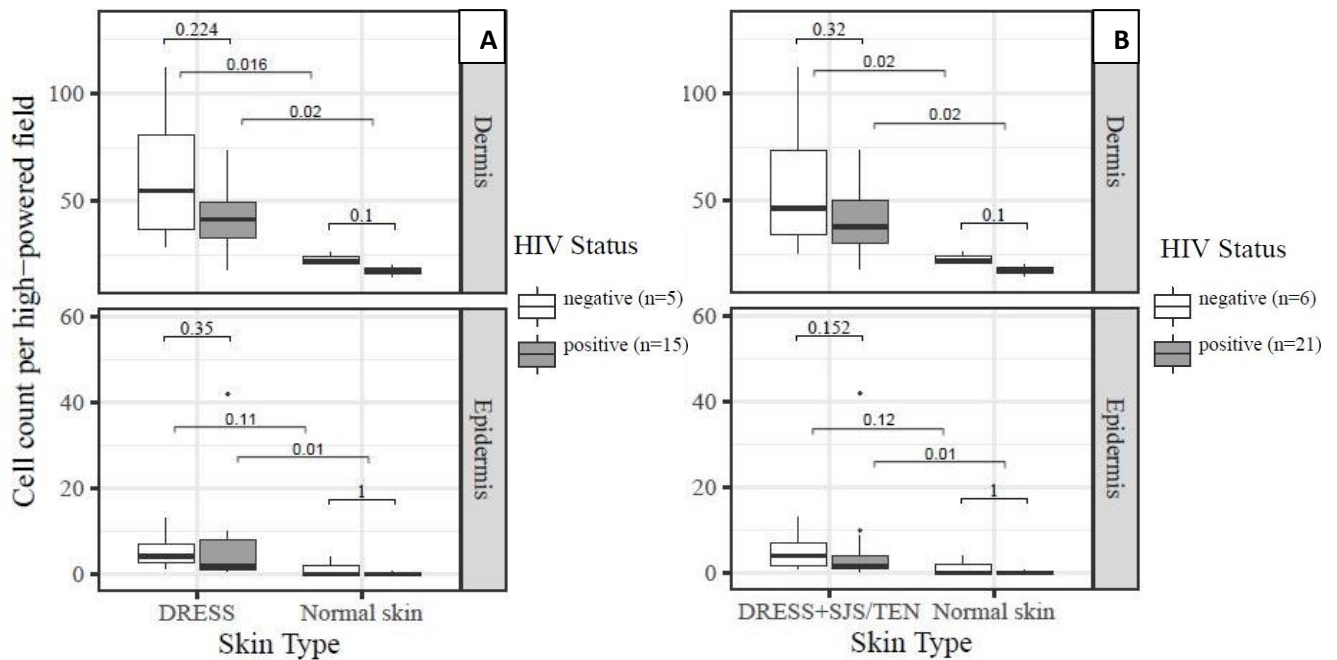 A
0.224
0.016
0.02
0.1
100
50
Dermis
Cell count per high-powered field
60
40
20
0
0.35
0.11
0.01
1
Epidermis
DRESS
Normal skin
Skin Type
HIV Status
negative (n=5)
positive (n=15)
B
0.32
0.02
0.02
0.1
100
50
Dermis
60
40
20
0
0.152
0.12
0.01
1
Epidermis
DRESS+SJS/TEN
Normal skin
Skin Type
HIV Status
negative (n=6)
positive (n=21)